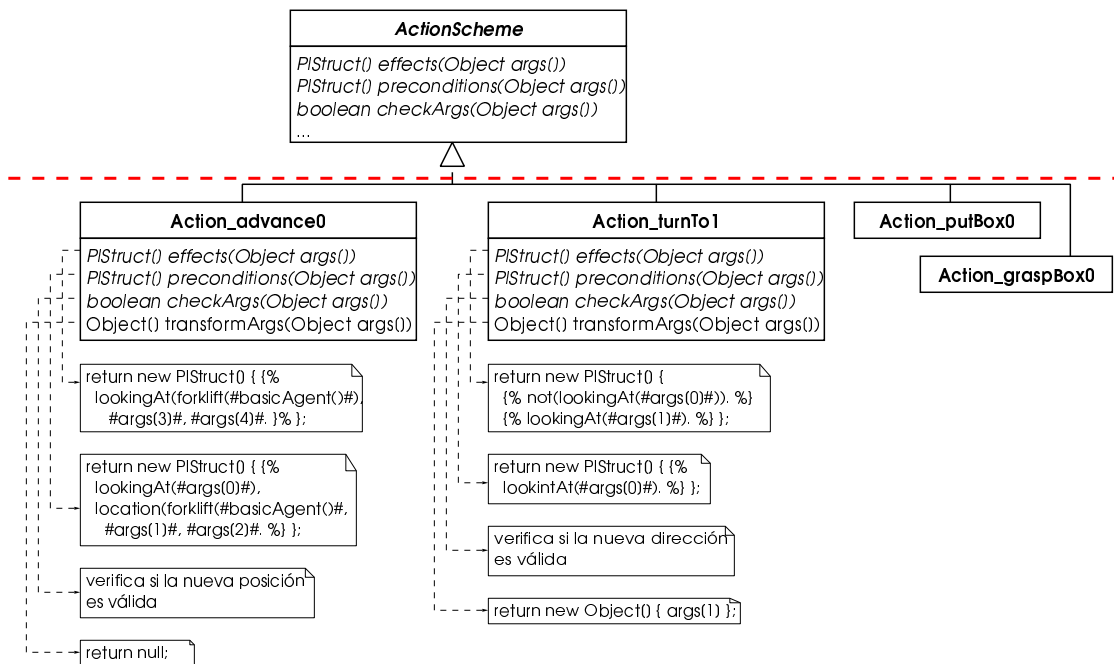 ActionScheme
PlStruct[] effects(Object args[])
PlStruct[] preconditions(Object args[])
boolean checkArgs(Object args[])
...
Action_advance0
PlStruct[] effects(Object args[])
PlStruct[] preconditions(Object args[])
boolean checkArgs(Object args[])
Object[] transformArgs(Object args[])
return new PlStruct[] { {%
lookingAt(forklift(#basicAgent()#),
#args[3]#, #args[4]#. }% };
return new PlStruct[] { {%
lookingAt(#args[0]#),
location(forklift(#basicAgent()#,
#args[1]#, #args[2]#. %} };
verifica si la nueva posición
es válida
return null;
Action_turnTo1
PlStruct[] effects(Object args[])
PlStruct[] preconditions(Object args[])
boolean checkArgs(Object args[])
Object[] transformArgs(Object args[])
return new PlStruct[] {
{% not(lookingAt(#args[0]#)). %}
{% lookingAt(#args[1]#). %} };
return new PlStruct[] { {%
lookintAt(#args[0]#). %} };
verifica si la nueva dirección
es válida
return new Object[] { args[1] };
Action_putBox0
Action_graspBox0